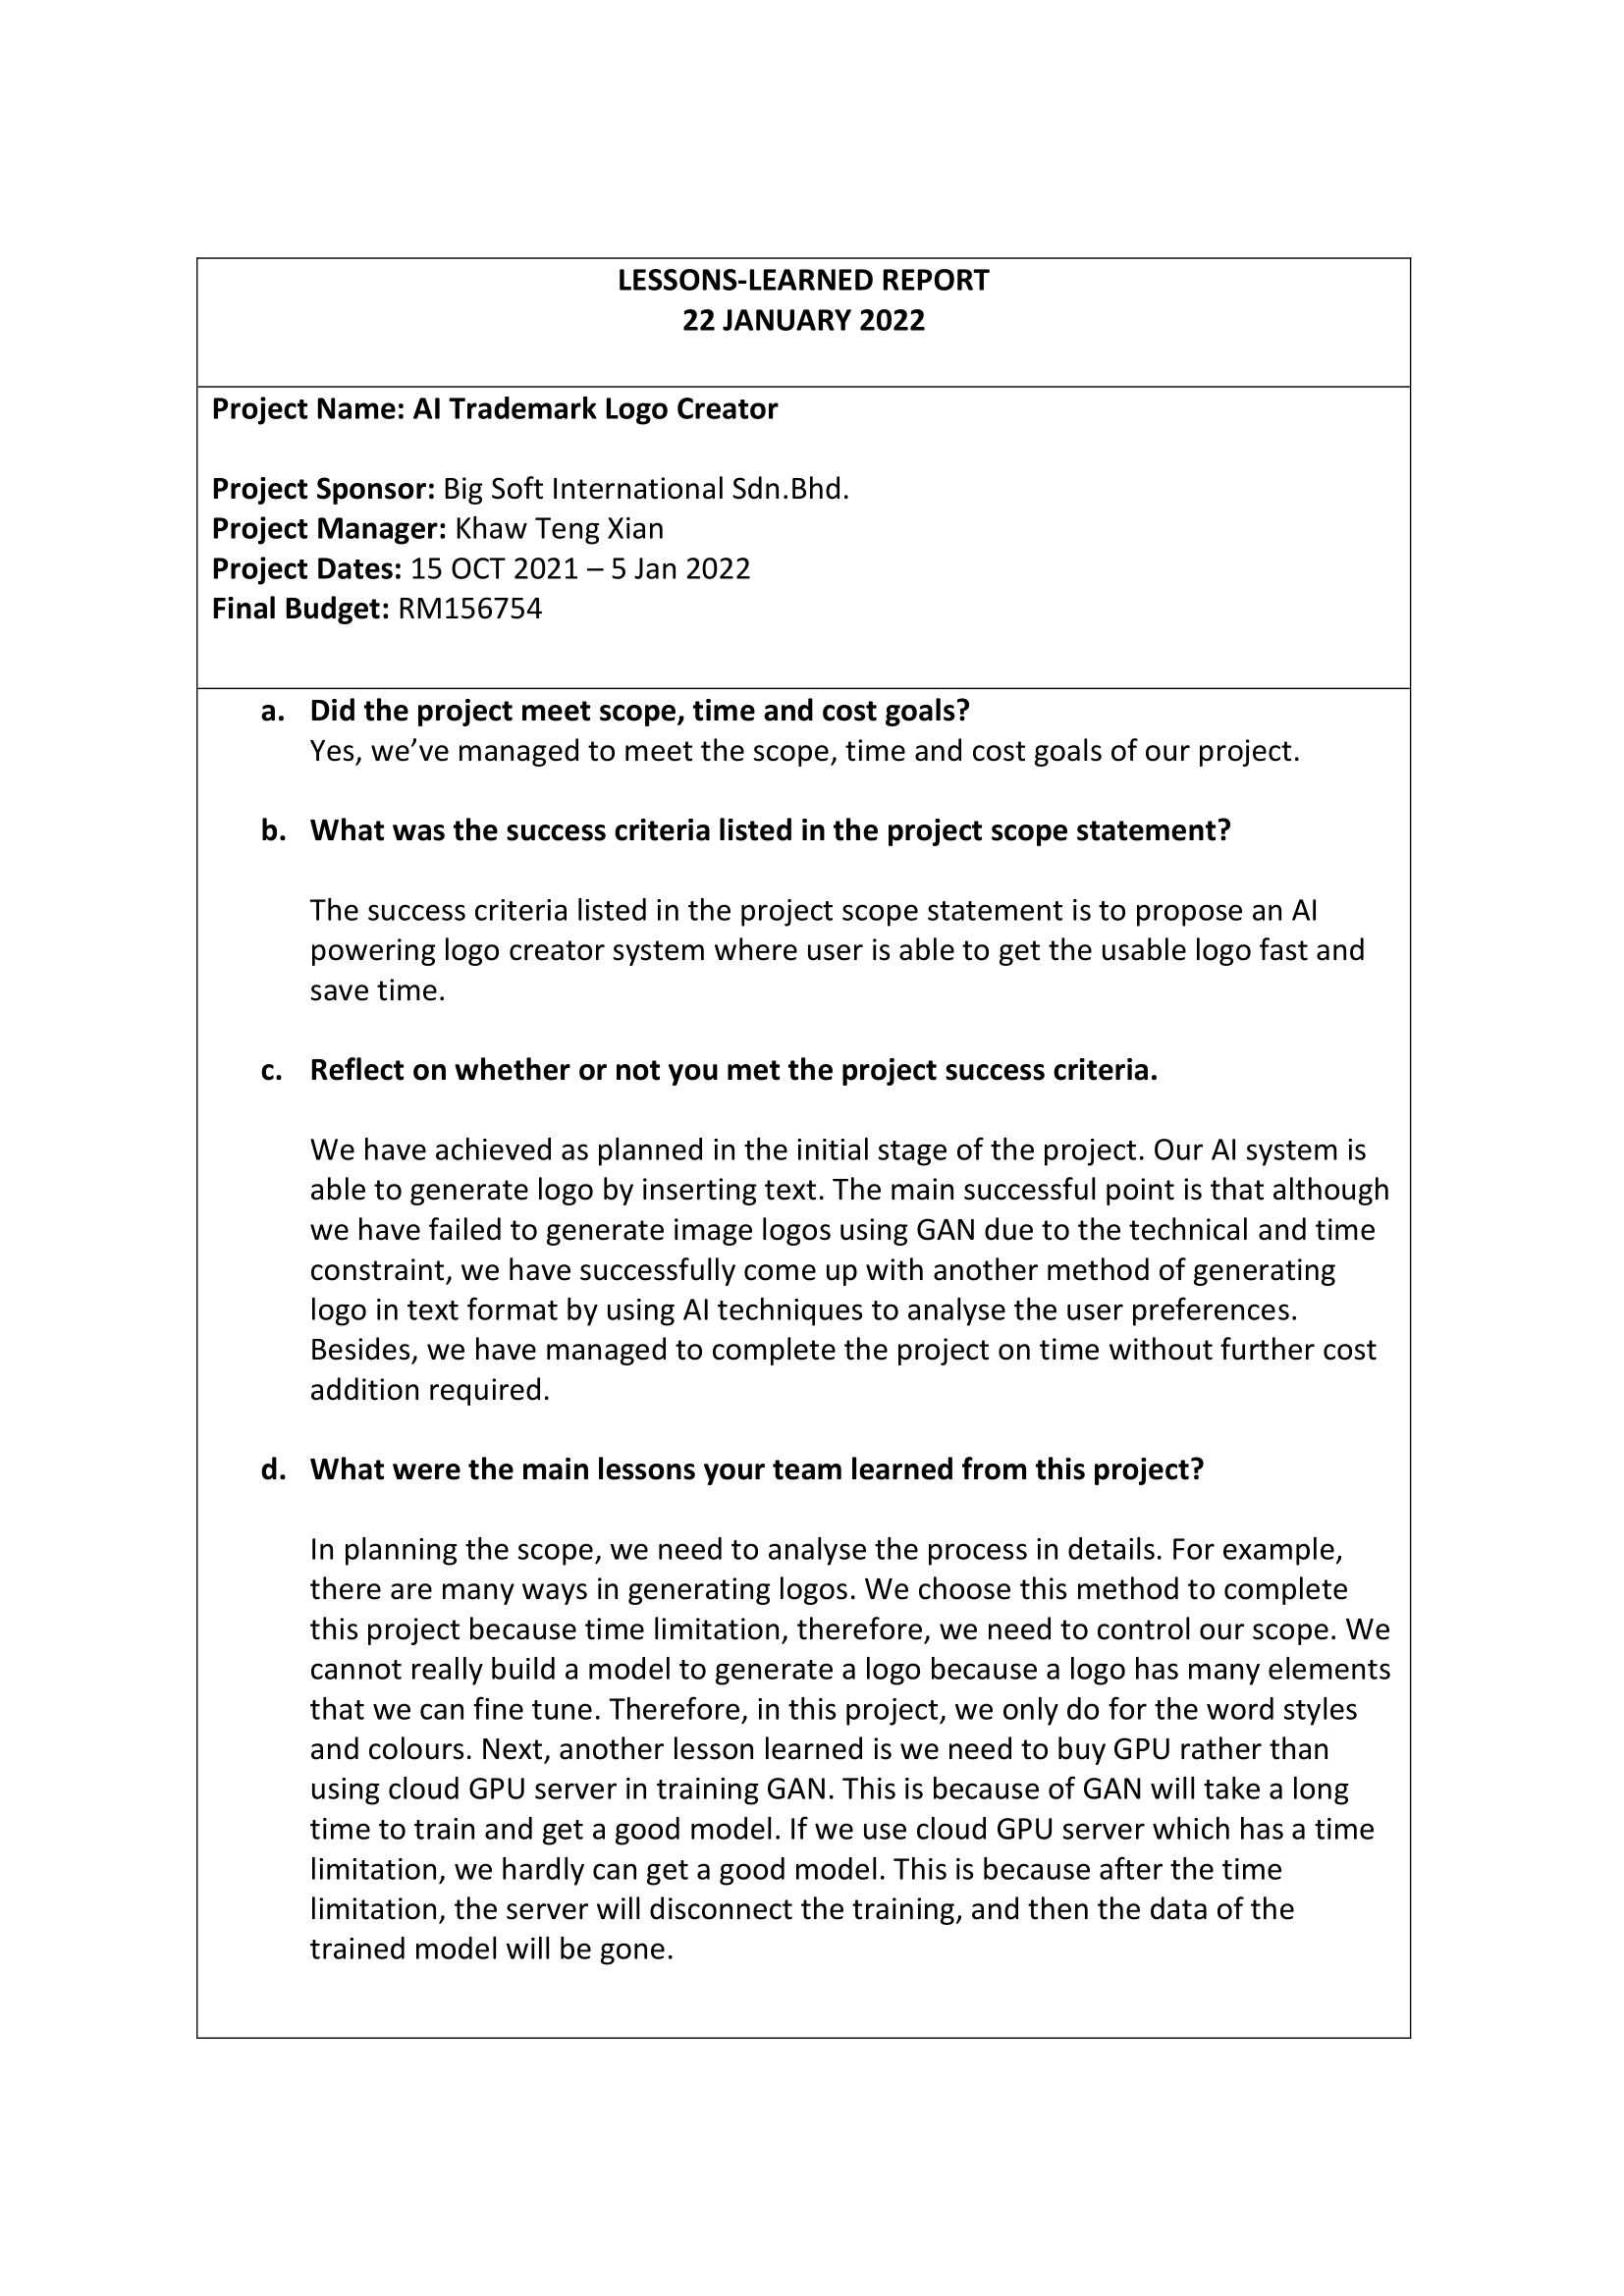 LESSONS-LEARNED REPORT
22 JANUARY 2022
Project Name: AI Trademark Logo Creator
Project Sponsor: Big Soft International Sdn.Bhd.
Project Manager: Khaw Teng Xian
Project Dates: 15 OCT 2021 – 5 Jan 2022
Final Budget: RM156754
a. Did the project meet scope, time and cost goals?
Yes, we’ve managed to meet the scope, time and cost goals of our project.
b. What was the success criteria listed in the project scope statement?
The success criteria listed in the project scope statement is to propose an AI
powering logo creator system where user is able to get the usable logo fast and
save time.
c. Reflect on whether or not you met the project success criteria.
We have achieved as planned in the initial stage of the project. Our AI system is
able to generate logo by inserting text. The main successful point is that although
we have failed to generate image logos using GAN due to the technical and time
constraint, we have successfully come up with another method of generating
logo in text format by using AI techniques to analyse the user preferences.
Besides, we have managed to complete the project on time without further cost
addition required.
d. What were the main lessons your team learned from this project?
In planning the scope, we need to analyse the process in details. For example,
there are many ways in generating logos. We choose this method to complete
this project because time limitation, therefore, we need to control our scope. We
cannot really build a model to generate a logo because a logo has many elements
that we can fine tune. Therefore, in this project, we only do for the word styles
and colours. Next, another lesson learned is we need to buy GPU rather than
using cloud GPU server in training GAN. This is because of GAN will take a long
time to train and get a good model. If we use cloud GPU server which has a time
limitation, we hardly can get a good model. This is because after the time
limitation, the server will disconnect the training, and then the data of the
trained model will be gone.